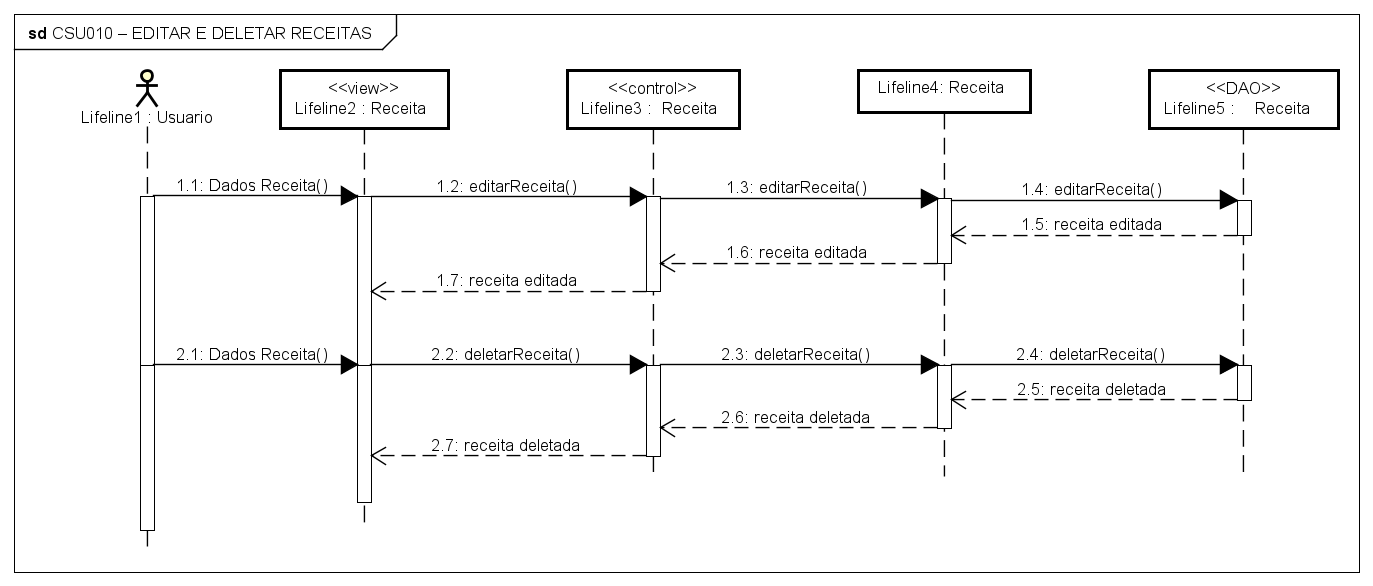 sd CSU010 – EDITAR E DELETAR RECEITAS
Lifeline1 : Usuario
<<view>>
Lifeline2 : Receita
<<control>>
Lifeline3 : Receita
Lifeline4: Receita
<<DAO>>
Lifeline5 : Receita
1.1: Dados Receita()
1.2: editarReceita()
1.3: editarReceita()
1.4: editarReceita()
1.5: receita editada
1.6: receita editada
1.7: receita editada
2.1: Dados Receita()
2.2: deletarReceita()
2.3: deletarReceita()
2.4: deletarReceita()
2.5: receita deletada
2.6: receita deletada
2.7: receita deletada